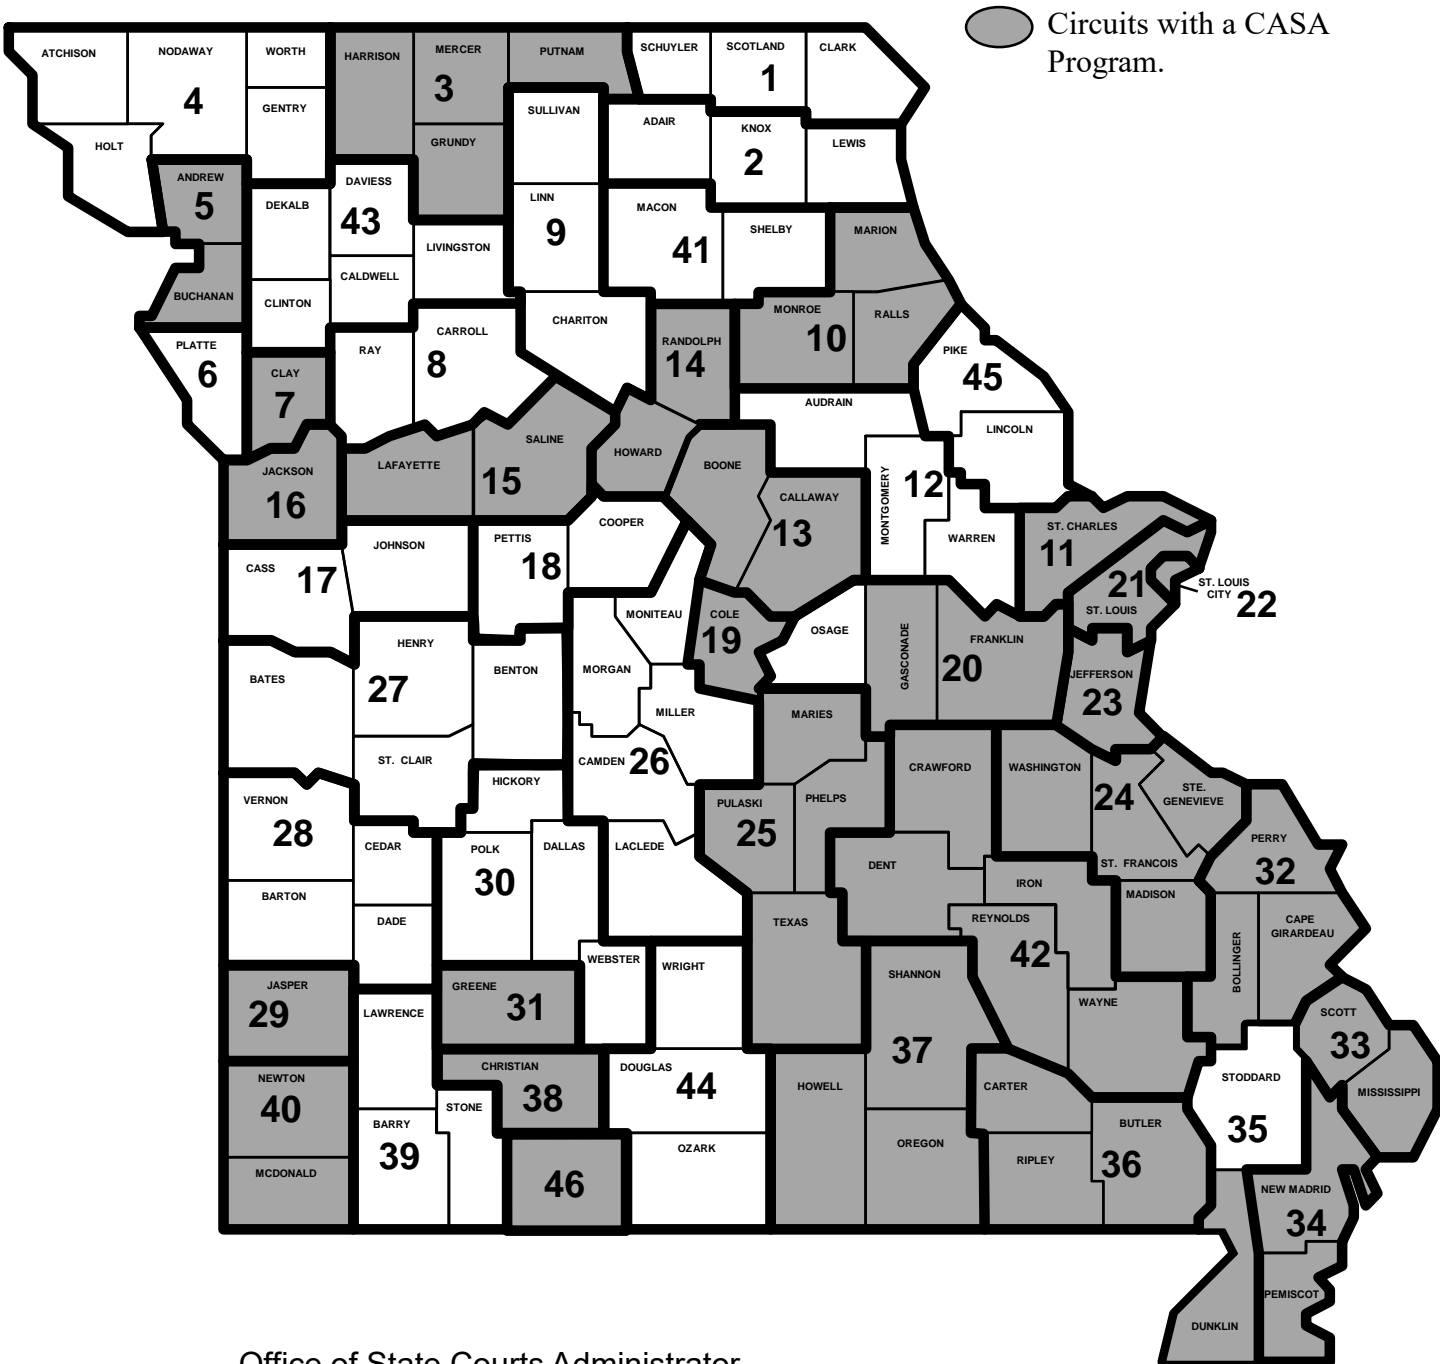 Circuits with a CASA
Program.
ATCHISON
NODAWAY
WORTH
HARRISON
MERCER
PUTNAM
SCHUYLER
SCOTLAND
CLARK
4
3
1
GENTRY
SULLIVAN
ADAIR
KNOX
HOLT
GRUNDY
LEWIS
2
ANDREW
DAVIESS
5
DEKALB
43
LINN
MACON
9
SHELBY
MARION
LIVINGSTON
41
CALDWELL
BUCHANAN
CLINTON
CHARITON
MONROE
RALLS
10
CARROLL
RANDOLPH
PLATTE
RAY
PIKE
6
8
14
45
CLAY
7
AUDRAIN
LINCOLN
SALINE
HOWARD
JACKSON
LAFAYETTE
BOONE
15
MONTGOMERY
12
CALLAWAY
16
COOPER
ST. CHARLES
13
PETTIS
JOHNSON
WARREN
11
CASS
17
18
21
ST. LOUIS
CITY
22
ST. LOUIS
MONITEAU
COLE
OSAGE
19
HENRY
GASCONADE
FRANKLIN
20
BENTON
MORGAN
BATES
27
JEFFERSON
23
MILLER
MARIES
ST. CLAIR
CAMDEN
26
CRAWFORD
WASHINGTON
HICKORY
STE.
GENEVIEVE
24
VERNON
PULASKI
PHELPS
28
25
CEDAR
POLK
DALLAS
LACLEDE
PERRY
30
DENT
ST. FRANCOIS
32
BARTON
IRON
MADISON
DADE
TEXAS
REYNOLDS
CAPE
GIRARDEAU
42
BOLLINGER
WEBSTER
WRIGHT
SHANNON
JASPER
GREENE
29
31
LAWRENCE
WAYNE
SCOTT
33
37
CHRISTIAN
DOUGLAS
NEWTON
44
HOWELL
CARTER
STODDARD
MISSISSIPPI
38
40
STONE
BARRY
BUTLER
35
39
OZARK
OREGON
RIPLEY
36
MCDONALD
46
NEW MADRID
34
PEMISCOT
DUNKLIN
Office of State Courts Administrator